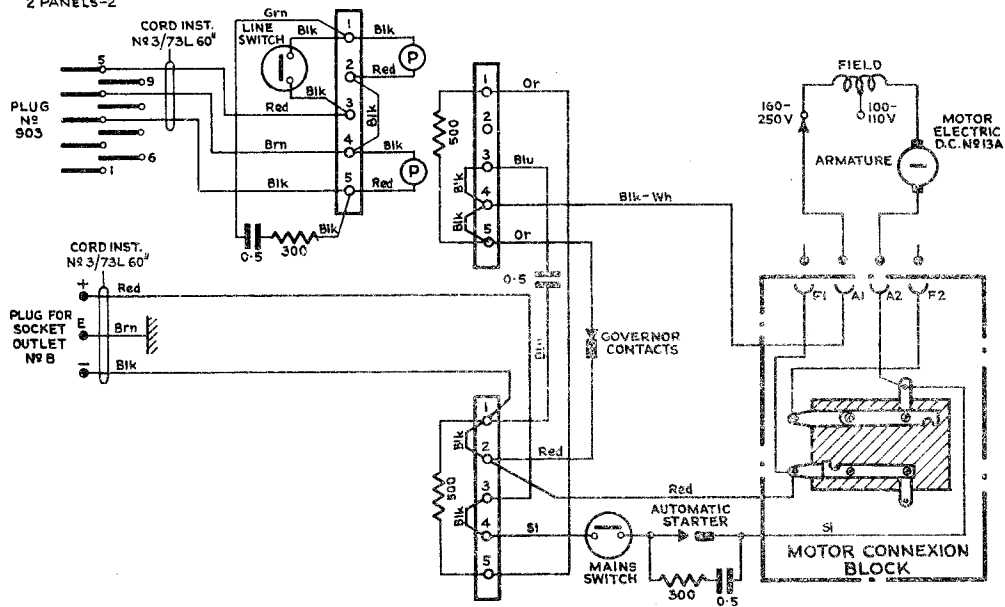 2 PANELS-2
CORD INST.
Nº 3/73L 60"
Grn
LINE
SWITCH
Blk
1
Blk
P
2
Red
Blk
Blk
3
Red
4
Brn
Blk
P
5
Blk
Red
Blk
0·5
300
PLUG
Nº
903
5
9
6
1
CORD INST.
Nº 3/73L 60"
+
Red
PLUG FOR
SOCKET
OUTLET
Nº B
E
Brn
–
Blk
1
Or
500
2
3
Blu
Blk
4
Blk-Wh
Blk
5
Or
0·5
Blu
GOVERNOR
CONTACTS
1
Blk
2
Red
500
3
Blk
4
Sl
5
MAINS
SWITCH
AUTOMATIC
STARTER
300
0·5
Red
Sl
FIELD
160-
250V
100-
110V
MOTOR
ELECTRIC
D.C. Nº 13A
ARMATURE
F1
A1
A2
F2
MOTOR CONNEXION
BLOCK